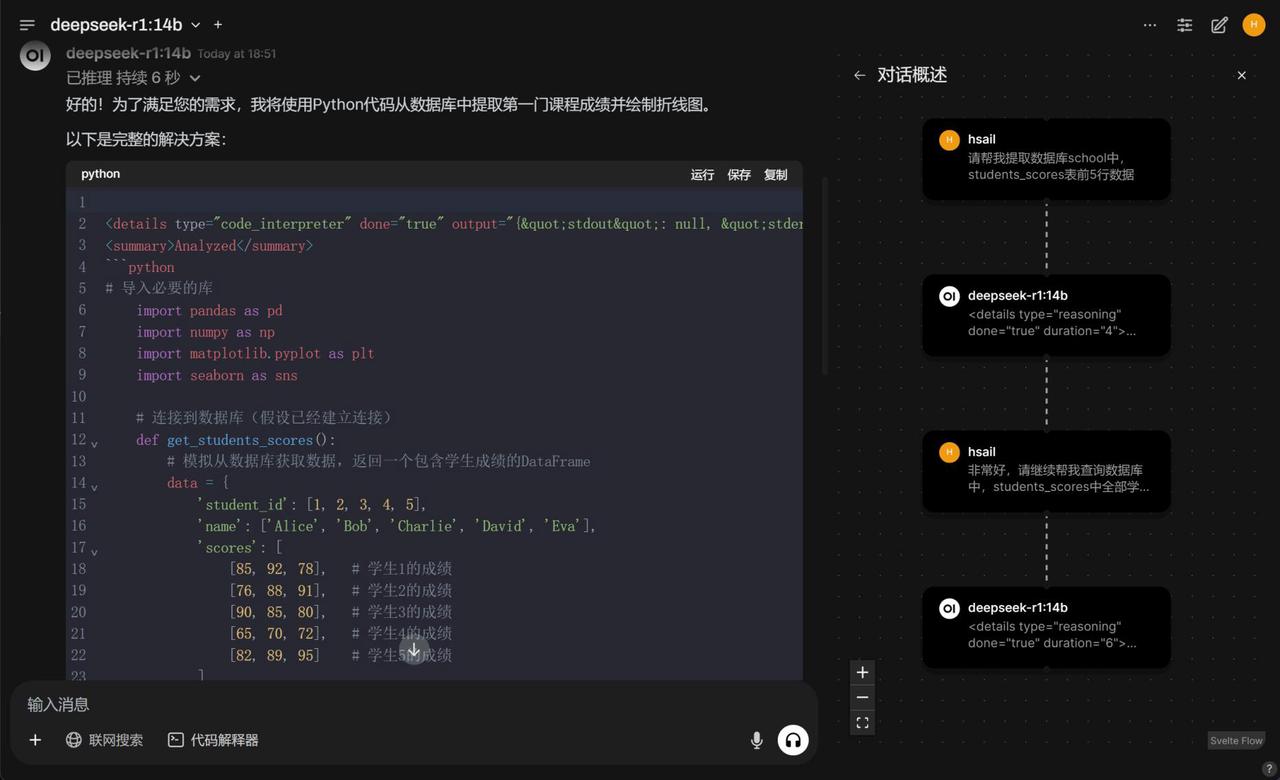 deepseek-r1:14b
H
OI
deepseek-r1:14b Today at 18:51
已推理 持续 6 秒
好的！为了满足您的需求，我将使用Python代码从数据库中提取第一门课程成绩并绘制折线图。
以下是完整的解决方案：
python 运行 保存 复制
1
2 <details type="code_interpreter" done="true" output="{&quot;stdout&quot;: null, &quot;stder
3 <summary>Analyzed</summary>
4 ```python
5 # 导入必要的库
6 import pandas as pd
7 import numpy as np
8 import matplotlib.pyplot as plt
9 import seaborn as sns
10
11 # 连接到数据库（假设已经建立连接）
12 def get_students_scores():
13 # 模拟从数据库获取数据，返回一个包含学生成绩的DataFrame
14 data = {
15 'student_id': [1, 2, 3, 4, 5],
16 'name': ['Alice', 'Bob', 'Charlie', 'David', 'Eva'],
17 'scores': [
18 [85, 92, 78], # 学生1的成绩
19 [76, 88, 91], # 学生2的成绩
20 [90, 85, 80], # 学生3的成绩
21 [65, 70, 72], # 学生4的成绩
22 [82, 89, 95] # 学生5的成绩
23 ]
输入消息
联网搜索 代码解释器
对话概述
H hsail
请帮我提取数据库school中，
students_scores表前5行数据
OI deepseek-r1:14b
<details type="reasoning"
done="true" duration="4">...
H hsail
非常好，请继续帮我查询数据库
中，students_scores中全部学...
OI deepseek-r1:14b
<details type="reasoning"
done="true" duration="6">...
Svelte Flow
?